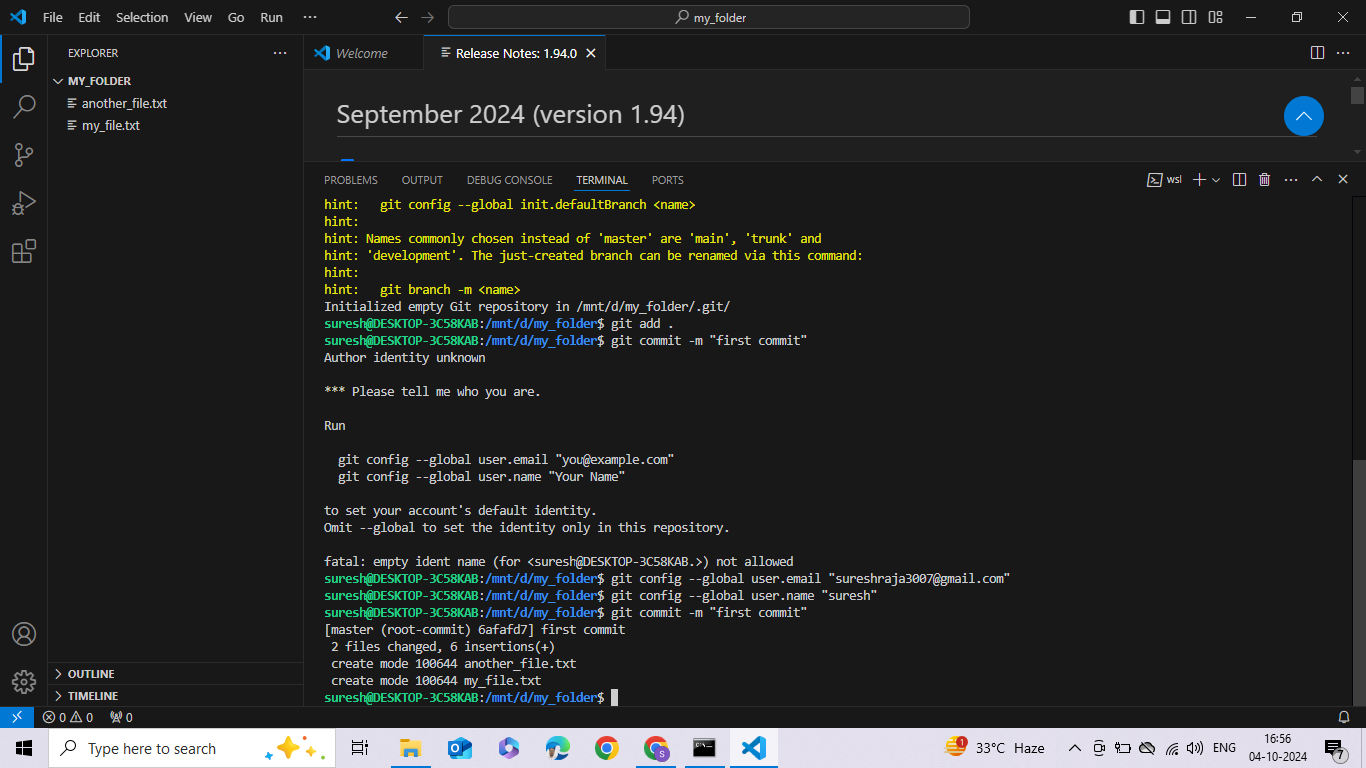 File Edit Selection View Go Run ...
my_folder
EXPLORER
MY_FOLDER
another_file.txt
my_file.txt
OUTLINE
TIMELINE
Welcome
Release Notes: 1.94.0
September 2024 (version 1.94)
PROBLEMS OUTPUT DEBUG CONSOLE TERMINAL PORTS
wsl
hint:   git config --global init.defaultBranch <name>
hint:
hint: Names commonly chosen instead of 'master' are 'main', 'trunk' and
hint: 'development'. The just-created branch can be renamed via this command:
hint:
hint:   git branch -m <name>
Initialized empty Git repository in /mnt/d/my_folder/.git/
suresh@DESKTOP-3C58KAB:/mnt/d/my_folder$ git add .
suresh@DESKTOP-3C58KAB:/mnt/d/my_folder$ git commit -m "first commit"
Author identity unknown
*** Please tell me who you are.
Run
  git config --global user.email "you@example.com"
  git config --global user.name "Your Name"
to set your account's default identity.
Omit --global to set the identity only in this repository.
fatal: empty ident name (for <suresh@DESKTOP-3C58KAB.>) not allowed
suresh@DESKTOP-3C58KAB:/mnt/d/my_folder$ git config --global user.email "sureshraja3007@gmail.com"
suresh@DESKTOP-3C58KAB:/mnt/d/my_folder$ git config --global user.name "suresh"
suresh@DESKTOP-3C58KAB:/mnt/d/my_folder$ git commit -m "first commit"
[master (root-commit) 6afafd7] first commit
 2 files changed, 6 insertions(+)
 create mode 100644 another_file.txt
 create mode 100644 my_file.txt
suresh@DESKTOP-3C58KAB:/mnt/d/my_folder$
0 0 0
Type here to search
1
33°C Haze
ENG
16:56
04-10-2024
7